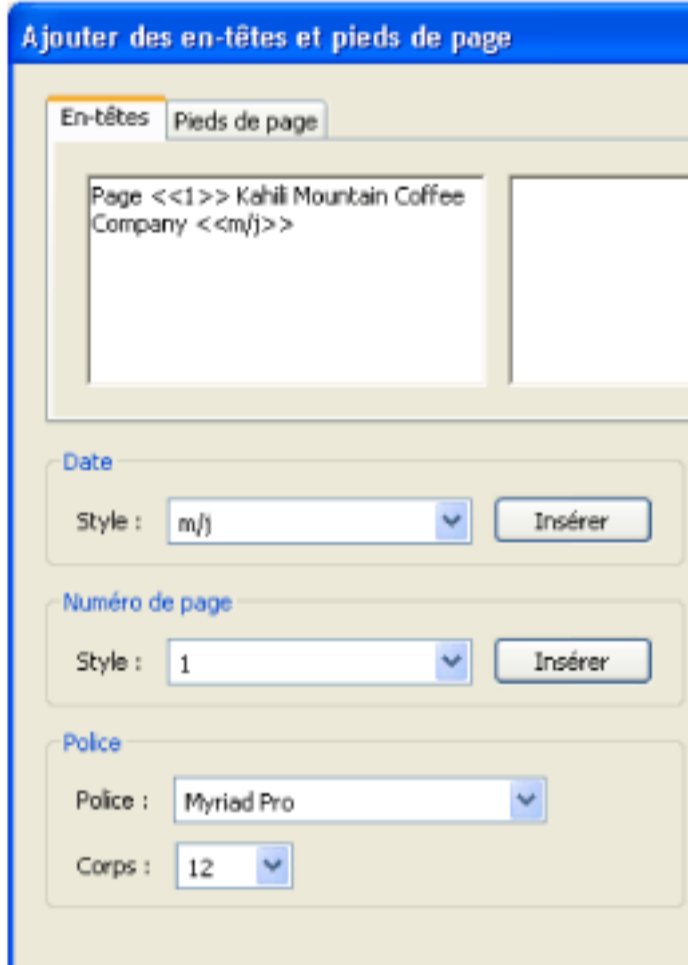 Ajouter des en-têtes et pieds de page
En-têtes
Pieds de page
Page <<1>> Kahili Mountain Coffee
Company <<m/j>>
Date
Style :
m/j
Insérer
Numéro de page
Style :
1
Insérer
Police
Police :
Myriad Pro
Corps :
12